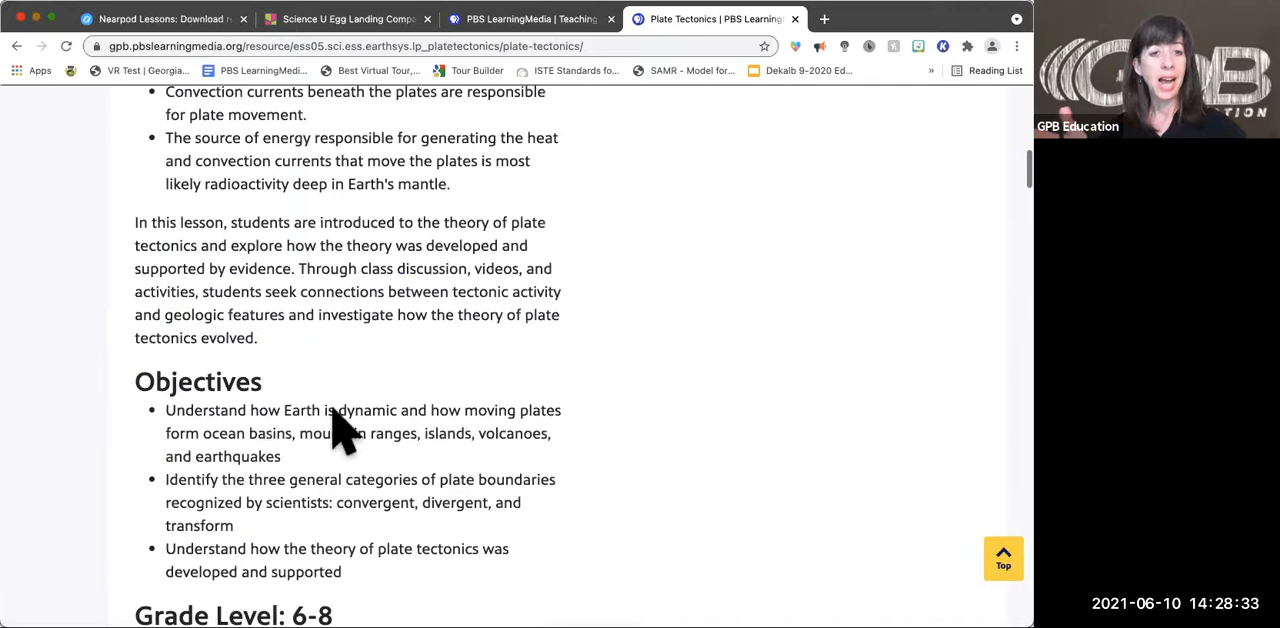 Nearpod Lessons: Download r
Science U Egg Landing Comp
PBS LearningMedia | Teaching
Plate Tectonics | PBS Learning
gpb.pbslearningmedia.org/resource/ess05.sci.ess.earthsys.lp_platetectonics/plate-tectonics/
Apps
VR Test | Georgia...
PBS LearningMedi...
Best Virtual Tour,...
Tour Builder
ISTE Standards fo...
SAMR - Model for...
Dekalb 9-2020 Ed...
»
Reading List
Convection currents beneath the plates are responsible
for plate movement.
The source of energy responsible for generating the heat
and convection currents that move the plates is most
likely radioactivity deep in Earth's mantle.
In this lesson, students are introduced to the theory of plate
tectonics and explore how the theory was developed and
supported by evidence. Through class discussion, videos, and
activities, students seek connections between tectonic activity
and geologic features and investigate how the theory of plate
tectonics evolved.
Objectives
Understand how Earth is dynamic and how moving plates
form ocean basins, mountain ranges, islands, volcanoes,
and earthquakes
Identify the three general categories of plate boundaries
recognized by scientists: convergent, divergent, and
transform
Understand how the theory of plate tectonics was
developed and supported
Grade Level: 6-8
Top
GPB Education
2021-06-10 14:28:33